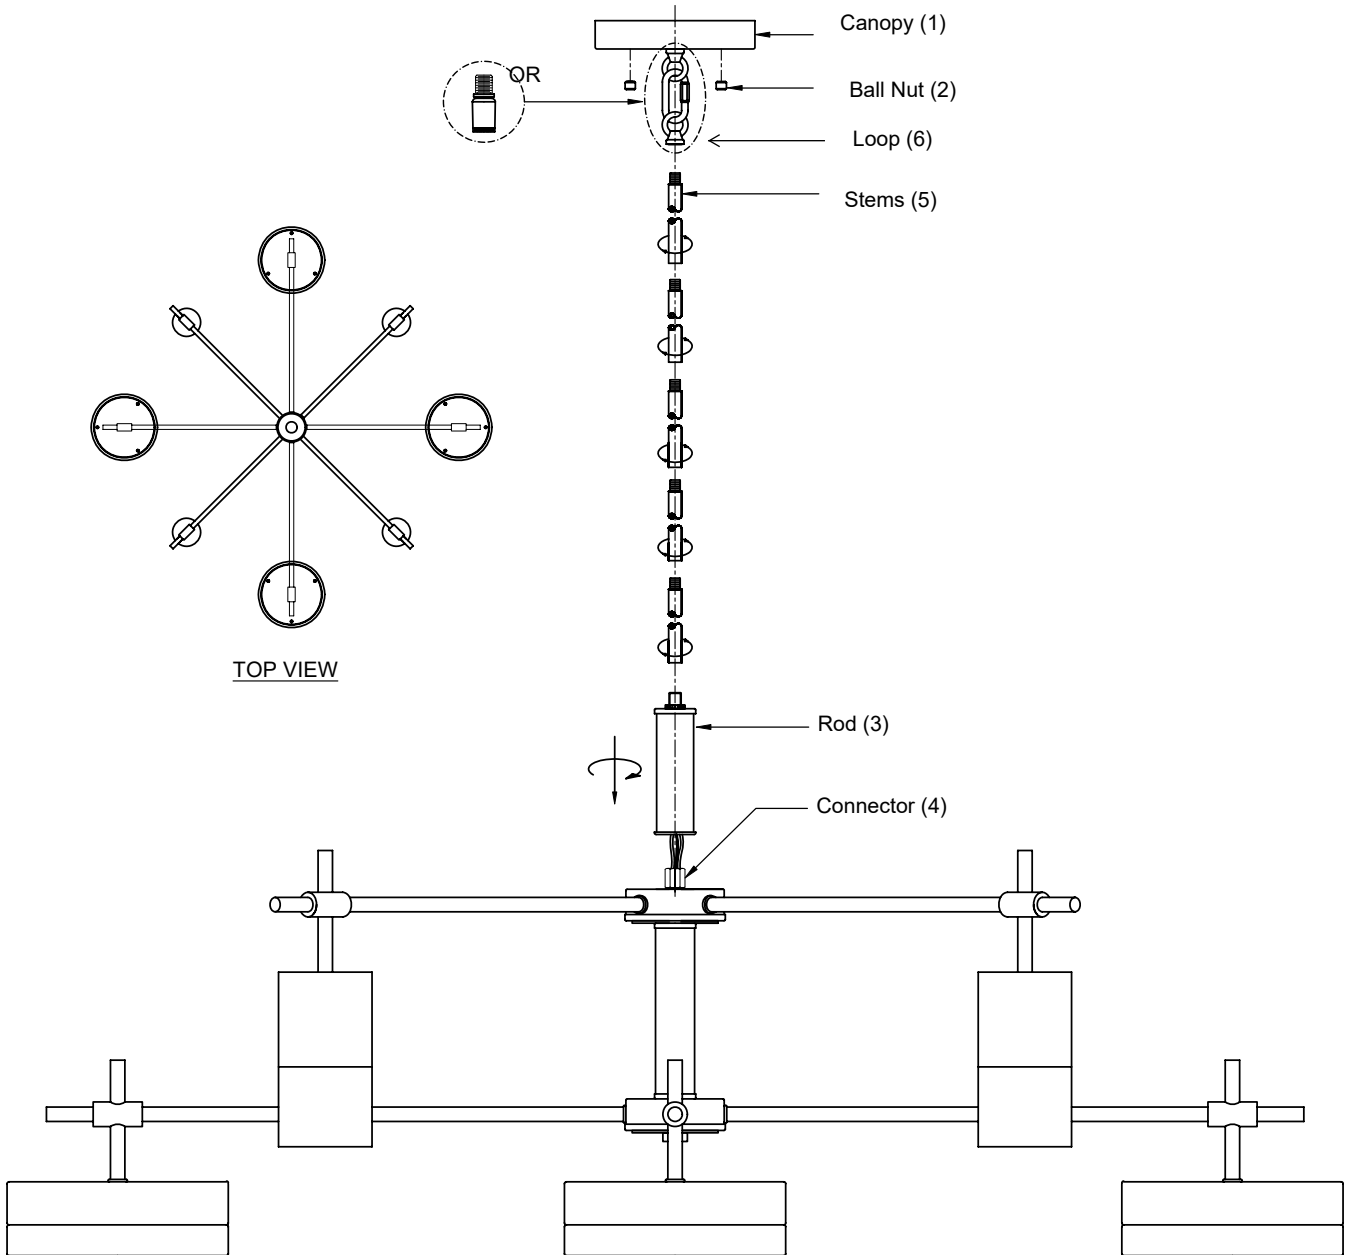 Canopy (1)
OR
Ball Nut (2)
Loop (6)
Stems (5)
TOP VIEW
Rod (3)
Connector (4)